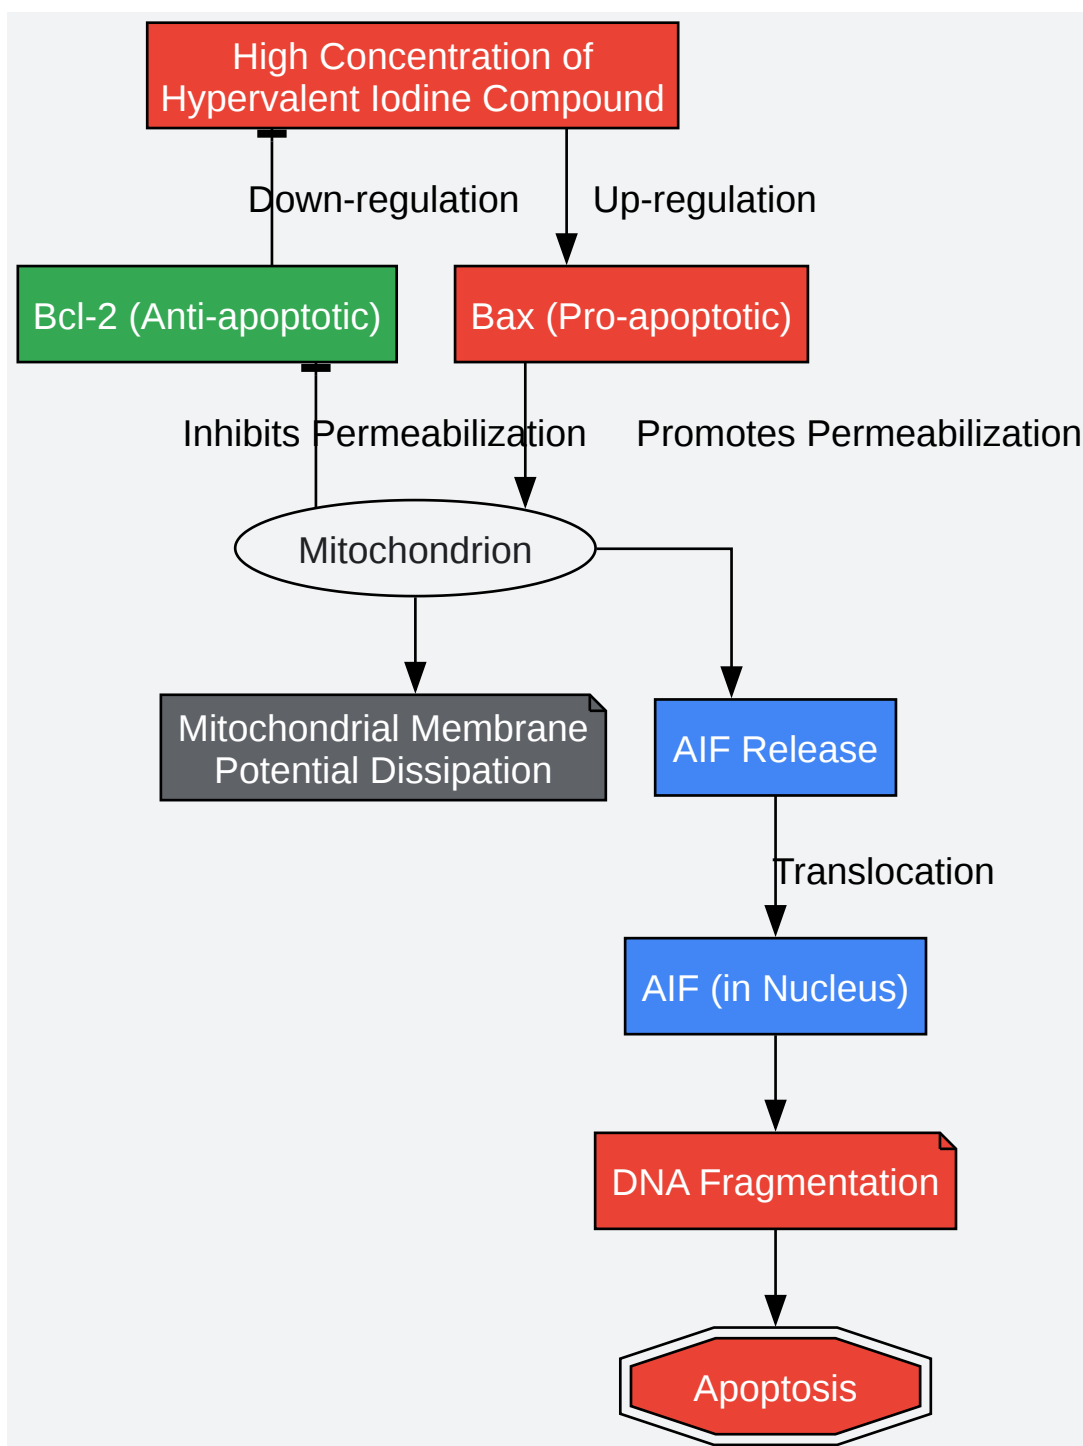 High Concentration of
Hypervalent Iodine Compound
Down-regulation
Up-regulation
Bcl-2 (Anti-apoptotic)
Bax (Pro-apoptotic)
Inhibits Permeabilization
Promotes Permeabilization
Mitochondrion
Mitochondrial Membrane
Potential Dissipation
AIF Release
Translocation
AIF (in Nucleus)
DNA Fragmentation
Apoptosis